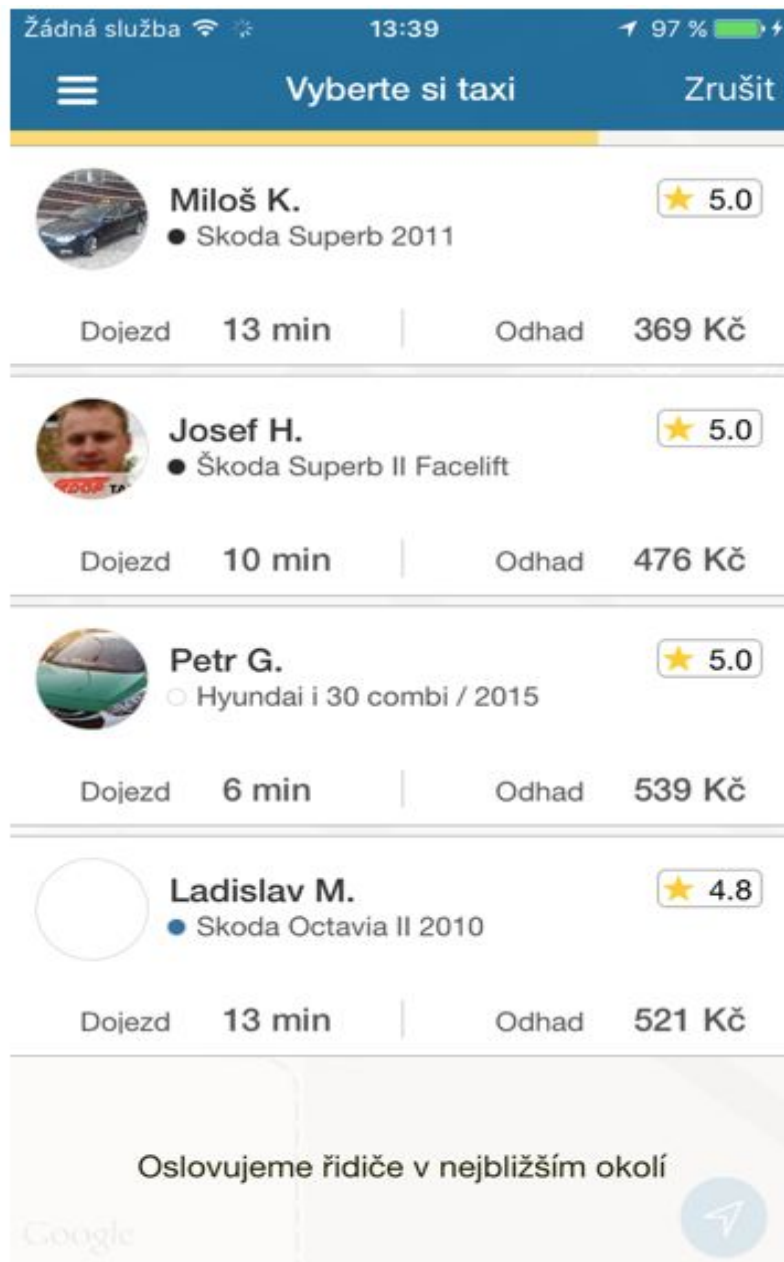 Žádná služba 13:39 97 %
Vyberte si taxi Zrušit
Miloš K. 5.0
Skoda Superb 2011
Dojezd 13 min Odhad 369 Kč
Josef H. 5.0
Škoda Superb II Facelift
Dojezd 10 min Odhad 476 Kč
Petr G. 5.0
Hyundai i 30 combi / 2015
Dojezd 6 min Odhad 539 Kč
Ladislav M. 4.8
Skoda Octavia II 2010
Dojezd 13 min Odhad 521 Kč
Oslovujeme řidiče v nejbližším okolí
Google